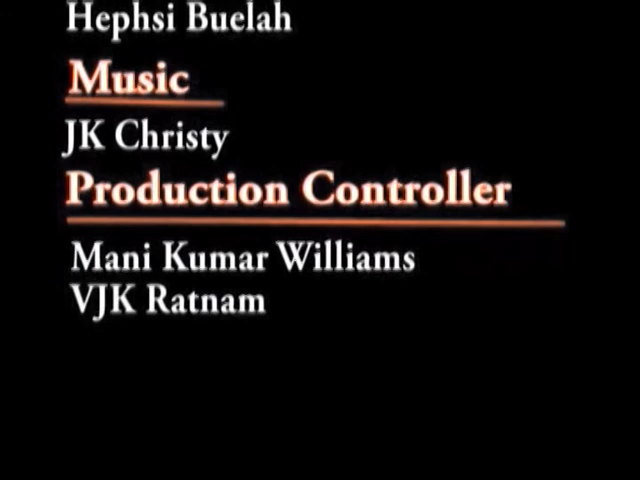 Hephsi Buelah
Music
JK Christy
Production Controller
Mani Kumar Williams
VJK Ratnam